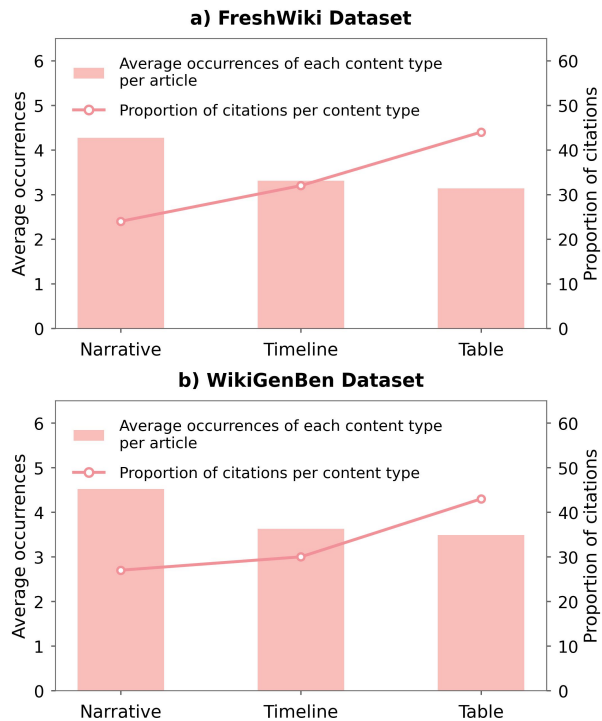 a) FreshWiki Dataset
Average occurrences of each content type
per article
Proportion of citations per content type
Average occurrences
Proportion of citations
6
5
4
3
2
1
0
60
50
40
30
20
10
0
Narrative
Timeline
Table
b) WikiGenBen Dataset
Average occurrences of each content type
per article
Proportion of citations per content type
Average occurrences
Proportion of citations
6
5
4
3
2
1
0
60
50
40
30
20
10
0
Narrative
Timeline
Table